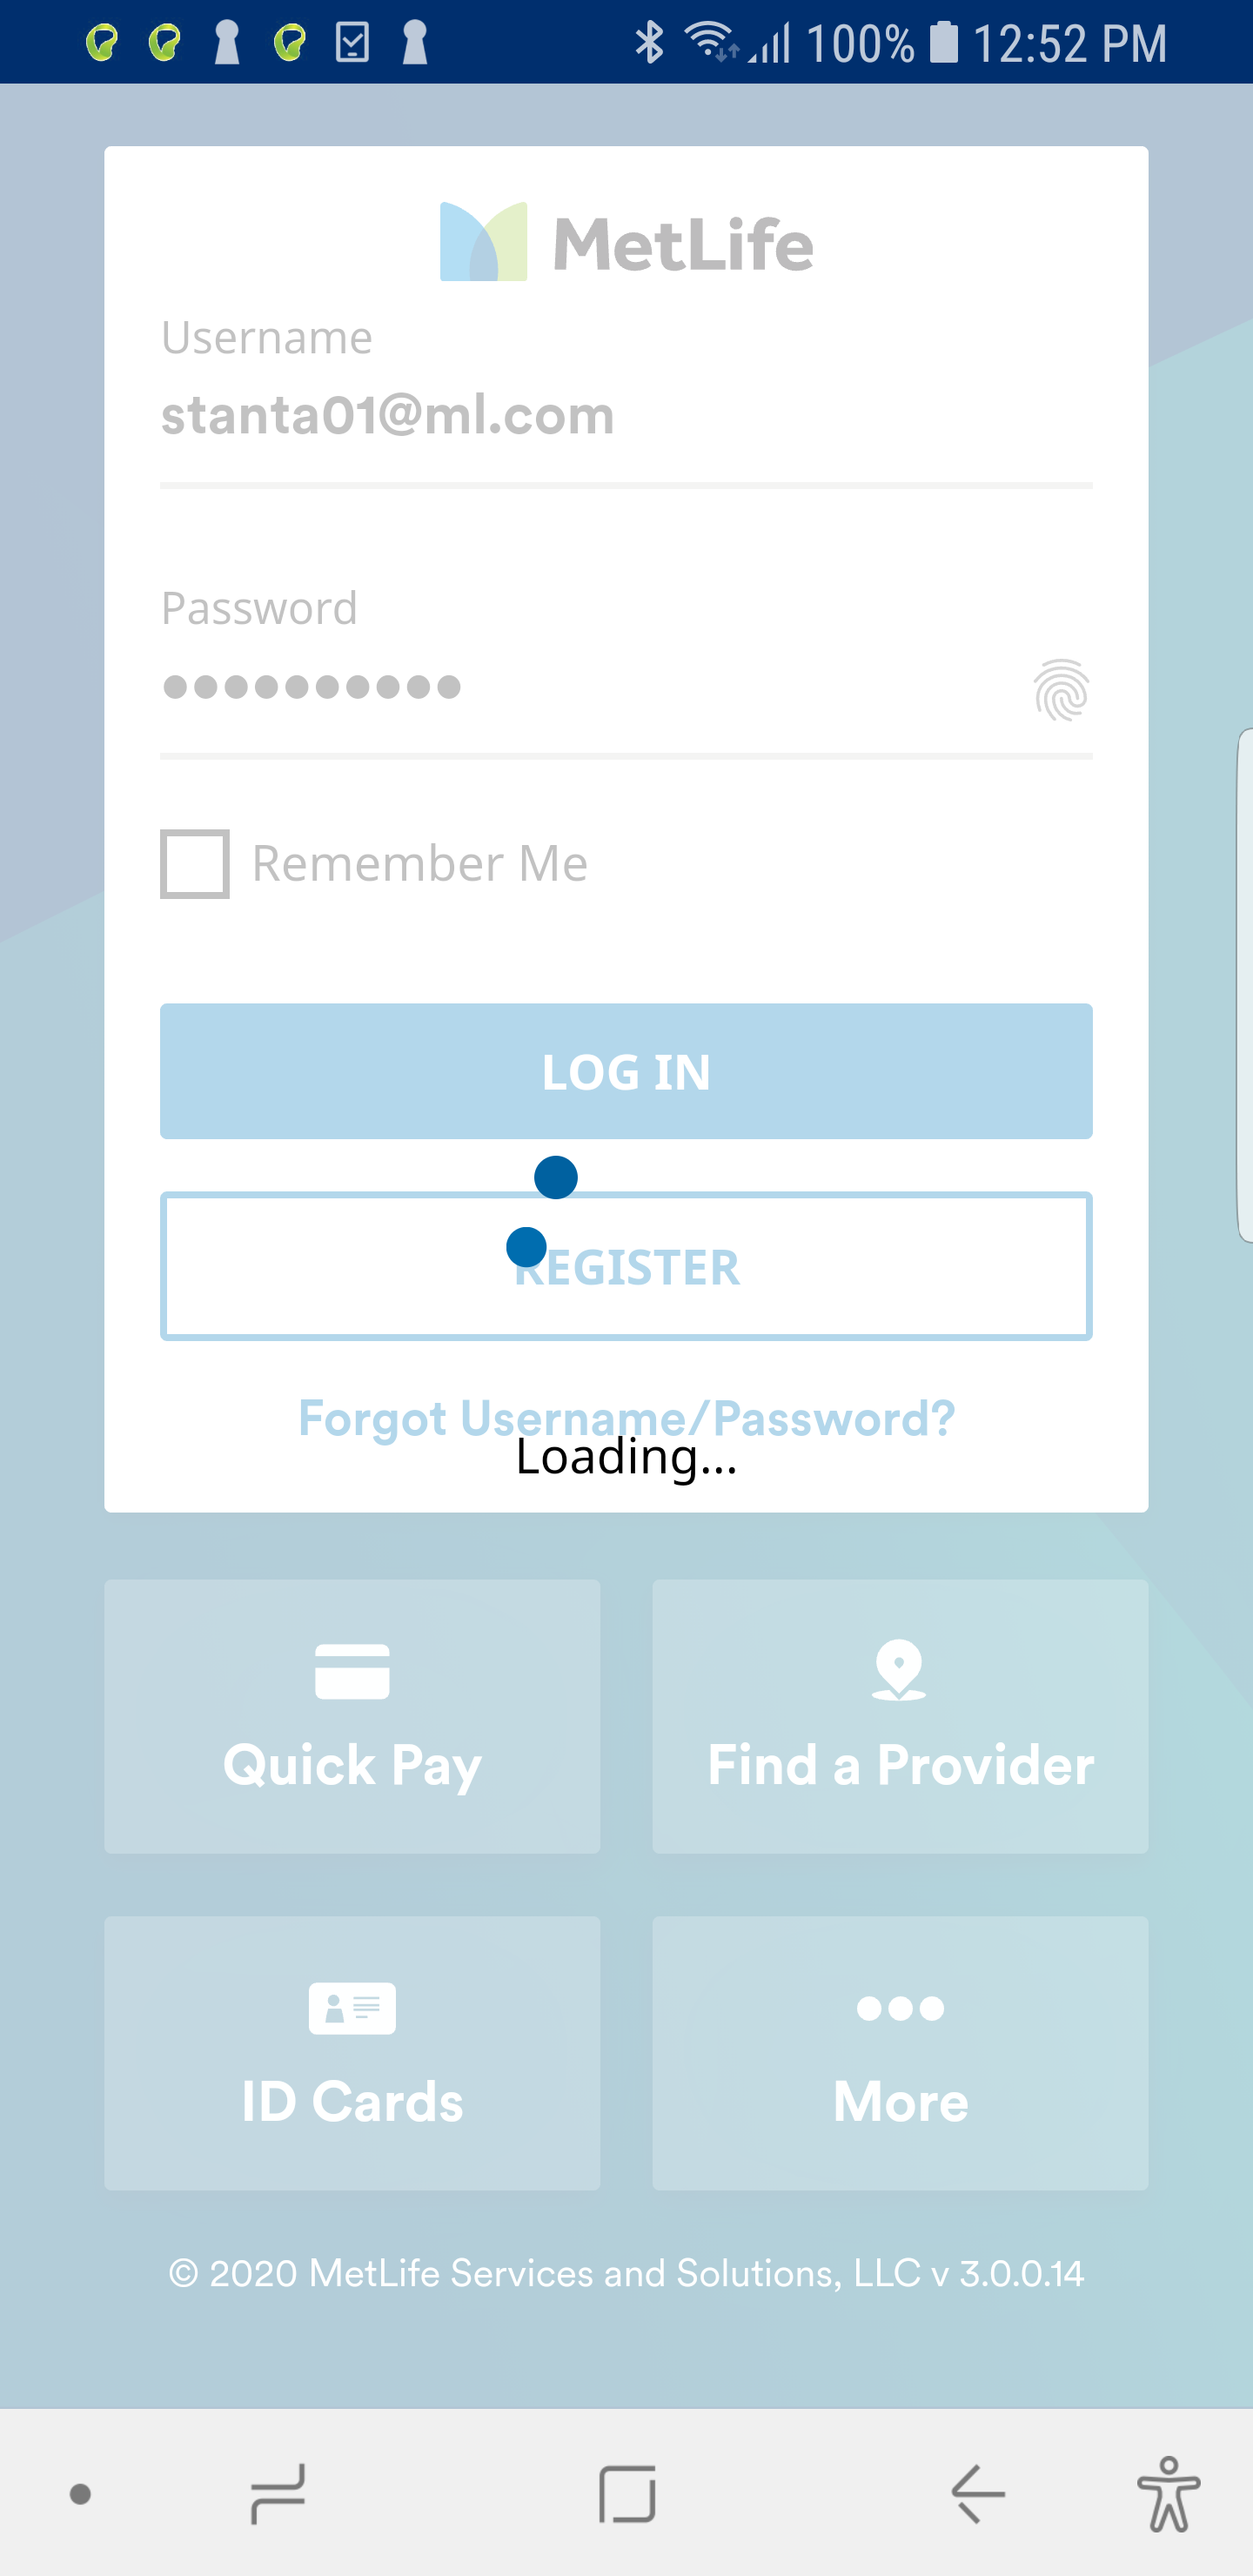 100% 12:52 PM
MetLife
Username
stanta01@ml.com
Password
••••••••••
Remember Me
LOG IN
REGISTER
Forgot Username/Password?
Loading...
Quick Pay
Find a Provider
ID Cards
More
© 2020 MetLife Services and Solutions, LLC v 3.0.0.14